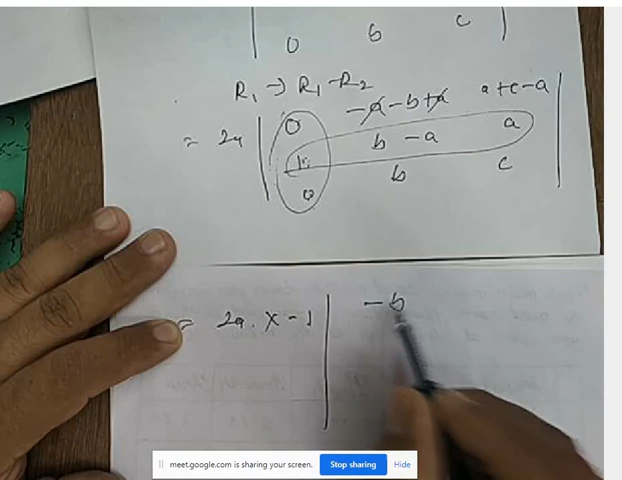 0 b c
R₁ → R₁ - R₂
-a - b + a a + c - a
= 2a | 0
b - a a
1
0 b c |
= 2a. x - 1 | - b
meet.google.com is sharing your screen. Stop sharing Hide